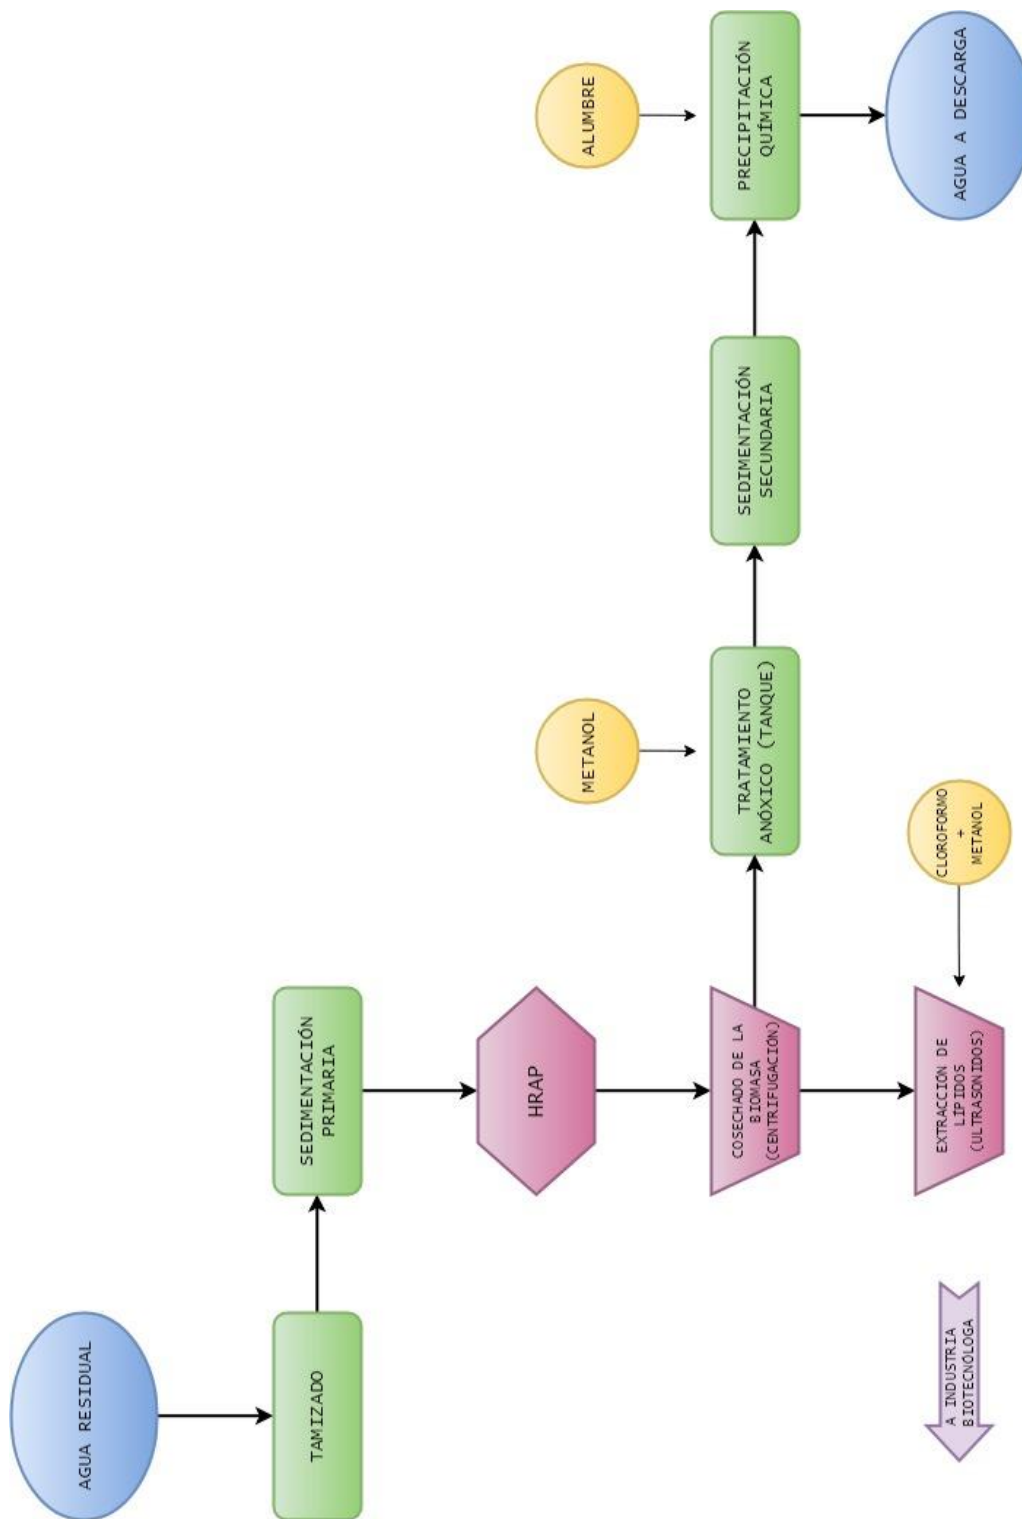 AGUA RESIDUAL
TAMIZADO
SEDIMENTACIÓN
PRIMARIA
HRAP
COSECHADO DE LA
BIOMASA
(CENTRIFUGACIÓN)
EXTRACCIÓN DE
LÍPIDOS
(ULTRASONIDOS)
CLOROFORMO
+
METANOL
A INDUSTRIA
BIOTECNÓLOGA
METANOL
TRATAMIENTO
ANÓXICO (TANQUE)
SEDIMENTACIÓN
SECUNDARIA
ALUMBRE
PRECIPITACIÓN
QUÍMICA
AGUA A DESCARGA